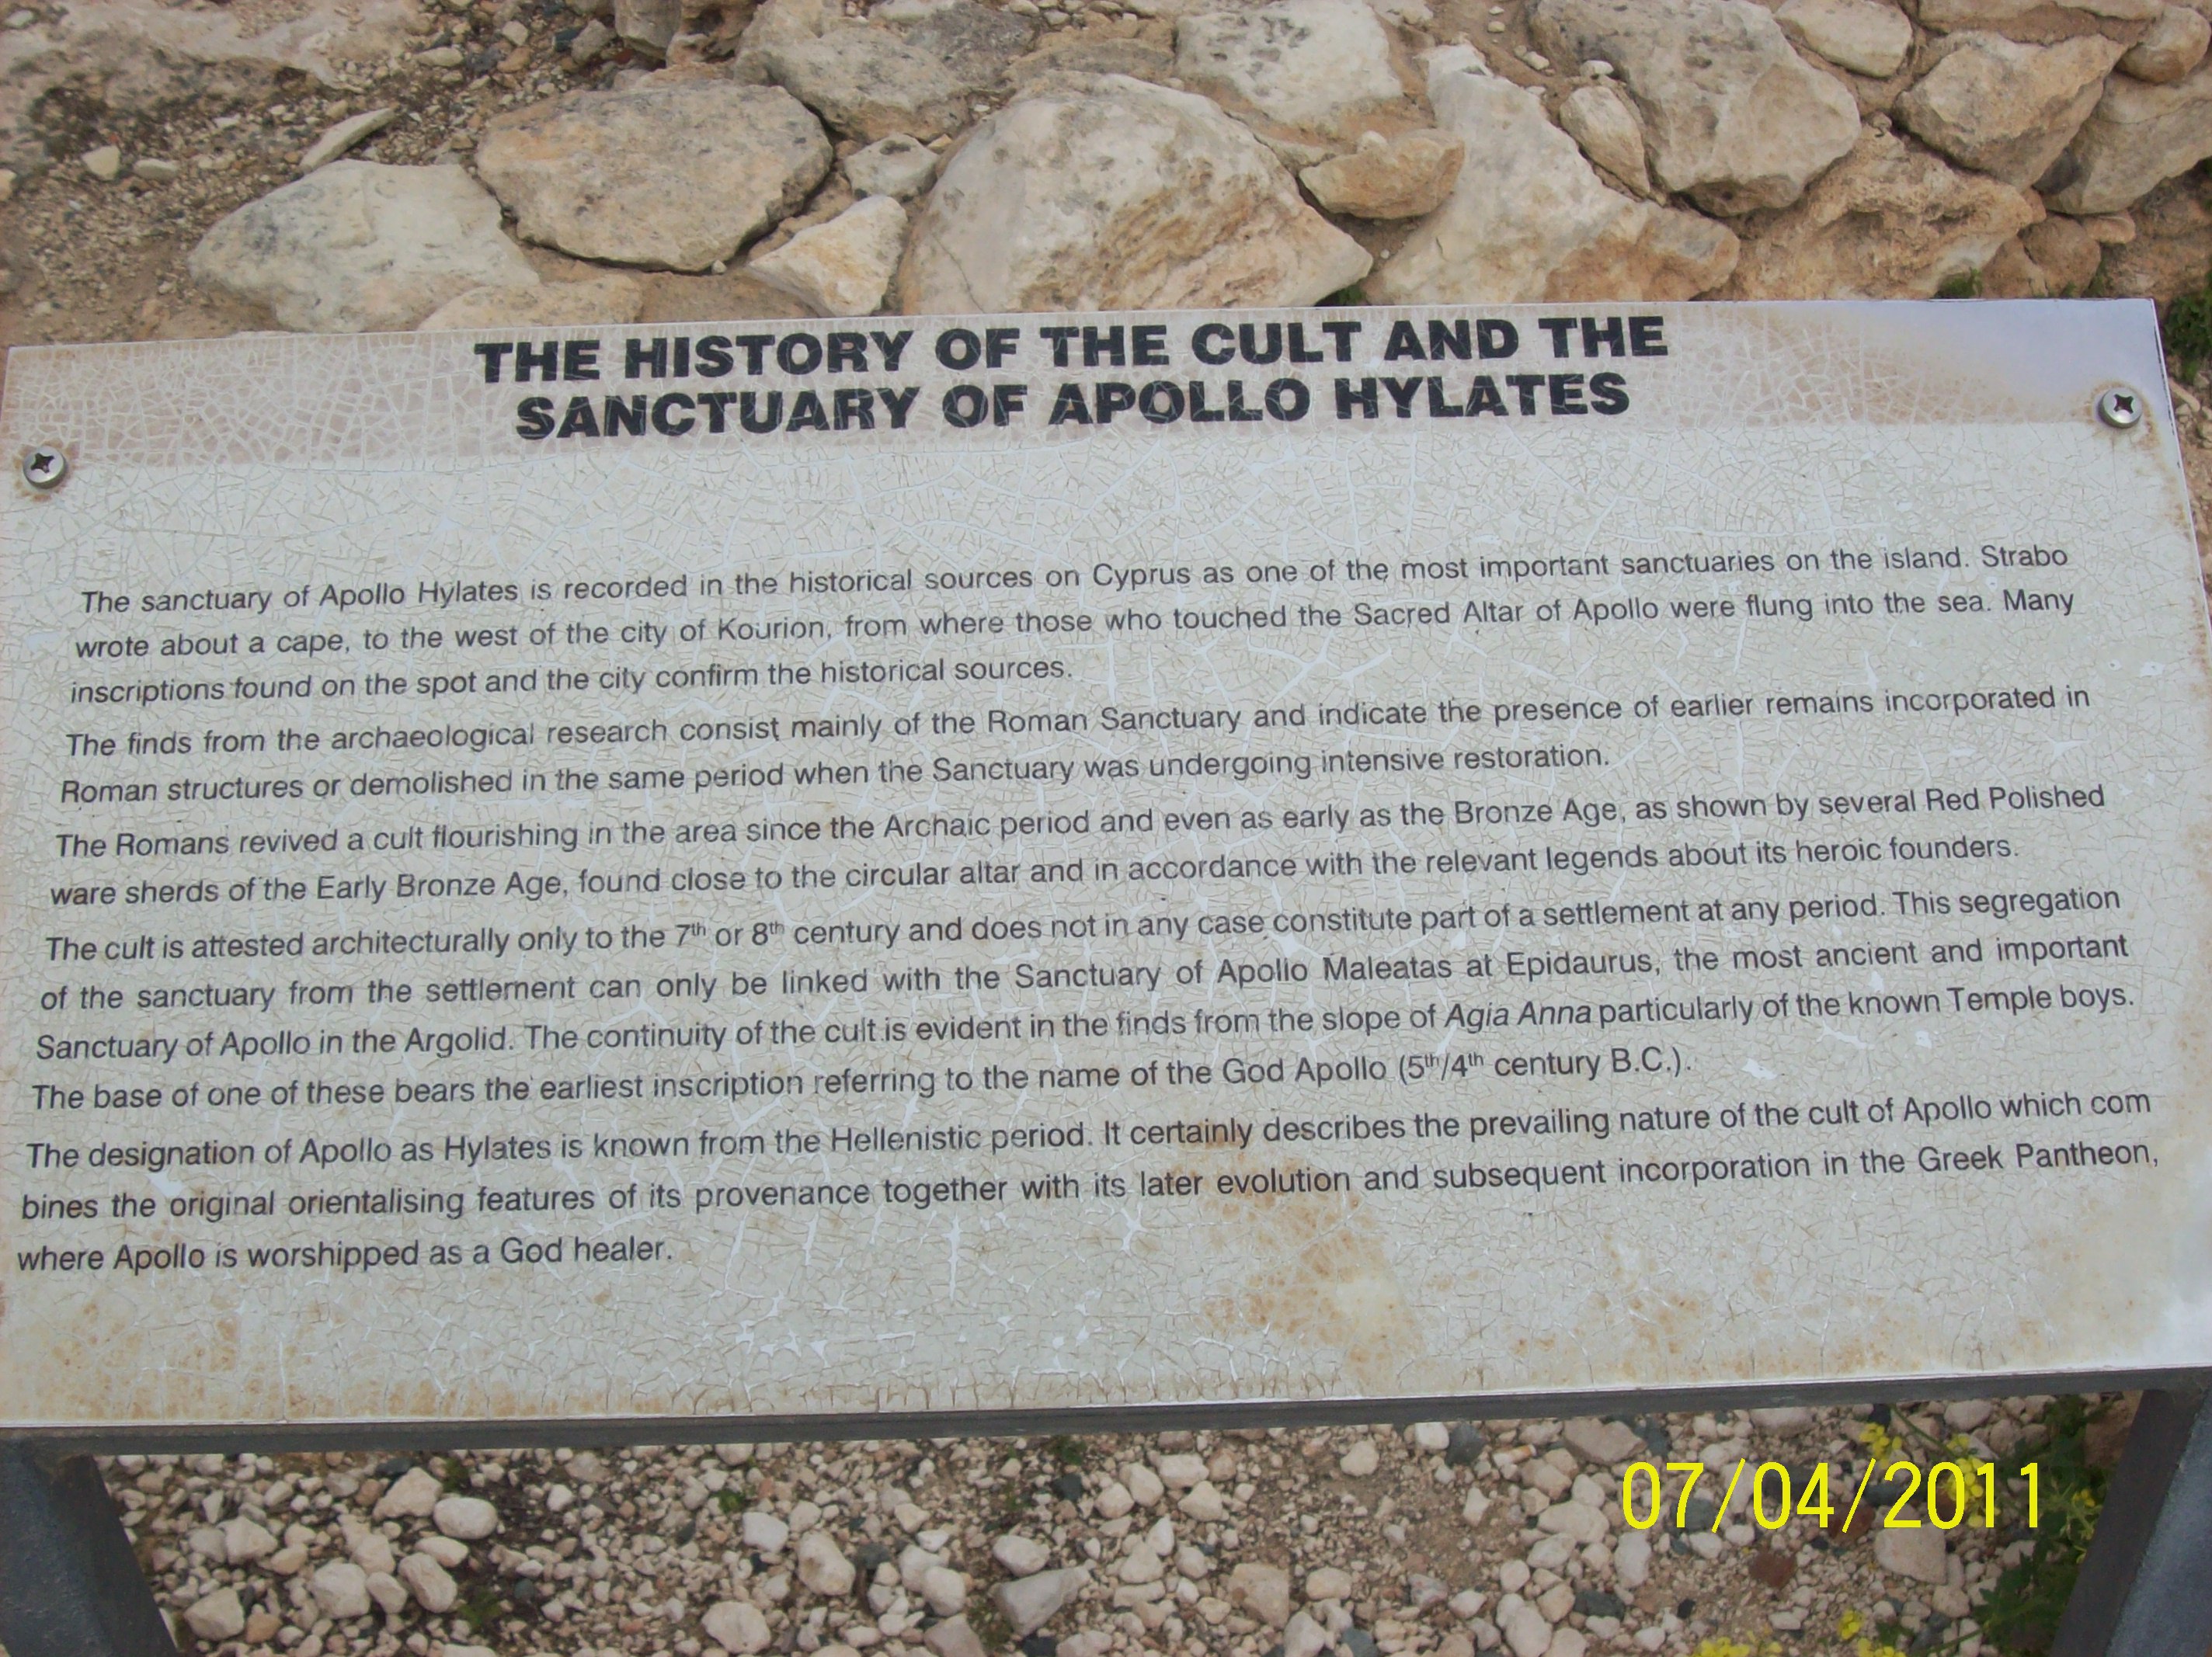 THE HISTORY OF THE CULT AND THE
SANCTUARY OF APOLLO HYLATES
The sanctuary of Apollo Hylates is recorded in the historical sources on Cyprus as one of the most important sanctuaries on the island. Strabo
wrote about a cape, to the west of the city of Kourion, from where those who touched the Sacred Altar of Apollo were flung into the sea. Many
inscriptions found on the spot and the city confirm the historical sources.
The finds from the archaeological research consist mainly of the Roman Sanctuary and indicate the presence of earlier remains incorporated in
Roman structures or demolished in the same period when the Sanctuary was undergoing intensive restoration.
The Romans revived a cult flourishing in the area since the Archaic period and even as early as the Bronze Age, as shown by several Red Polished
ware sherds of the Early Bronze Age, found close to the circular altar and in accordance with the relevant legends about its heroic founders.
The cult is attested architecturally only to the 7th or 8th century and does not in any case constitute part of a settlement at any period. This segregation
of the sanctuary from the settlement can only be linked with the Sanctuary of Apollo Maleatas at Epidaurus, the most ancient and important
Sanctuary of Apollo in the Argolid. The continuity of the cult is evident in the finds from the slope of Agia Anna particularly of the known Temple boys.
The base of one of these bears the earliest inscription referring to the name of the God Apollo (5th/4th century B.C.).
The designation of Apollo as Hylates is known from the Hellenistic period. It certainly describes the prevailing nature of the cult of Apollo which com
bines the original orientalising features of its provenance together with its later evolution and subsequent incorporation in the Greek Pantheon,
where Apollo is worshipped as a God healer.
07/04/2011